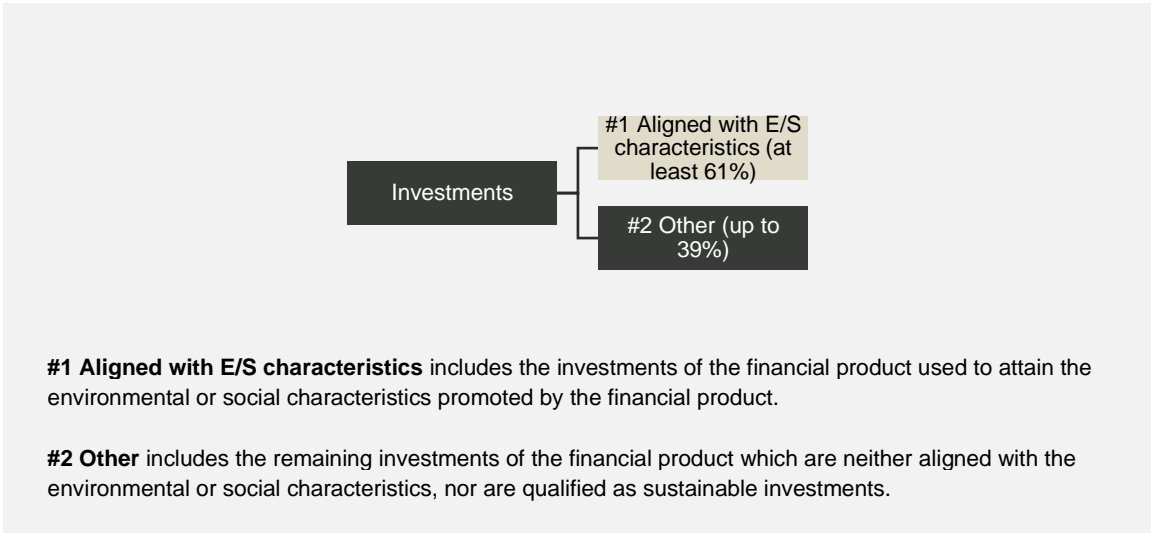 #1 Aligned with E/S
characteristics (at
least 61%)
Investments
#2 Other (up to
39%)
#1 Aligned with E/S characteristics includes the investments of the financial product used to attain the
environmental or social characteristics promoted by the financial product.
#2 Other includes the remaining investments of the financial product which are neither aligned with the
environmental or social characteristics, nor are qualified as sustainable investments.